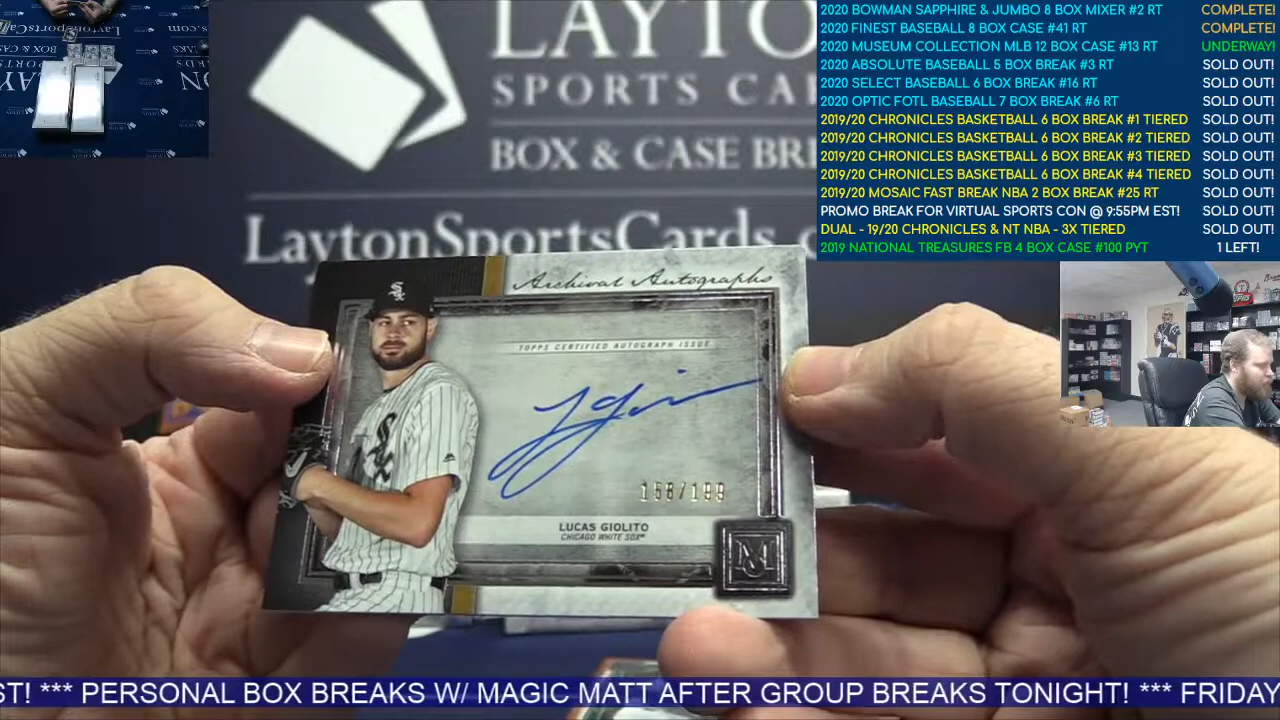 LAYTO
SPORTS CA
BOX & CASE BRE
LaytonSportsCards.c
2020 BOWMAN SAPPHIRE & JUMBO 8 BOX MIXER #2 RT COMPLETE!
2020 FINEST BASEBALL 8 BOX CASE #41 RT COMPLETE!
2020 MUSEUM COLLECTION MLB 12 BOX CASE #13 RT UNDERWAY!
2020 ABSOLUTE BASEBALL 5 BOX BREAK #3 RT SOLD OUT!
2020 SELECT BASEBALL 6 BOX BREAK #16 RT SOLD OUT!
2020 OPTIC FOTL BASEBALL 7 BOX BREAK #6 RT SOLD OUT!
2019/20 CHRONICLES BASKETBALL 6 BOX BREAK #1 TIERED SOLD OUT!
2019/20 CHRONICLES BASKETBALL 6 BOX BREAK #2 TIERED SOLD OUT!
2019/20 CHRONICLES BASKETBALL 6 BOX BREAK #3 TIERED SOLD OUT!
2019/20 CHRONICLES BASKETBALL 6 BOX BREAK #4 TIERED SOLD OUT!
2019/20 MOSAIC FAST BREAK NBA 2 BOX BREAK #25 RT SOLD OUT!
PROMO BREAK FOR VIRTUAL SPORTS CON @ 9:55PM EST! SOLD OUT!
DUAL - 19/20 CHRONICLES & NT NBA - 3X TIERED SOLD OUT!
2019 NATIONAL TREASURES FB 4 BOX CASE #100 PYT 1 LEFT!
Archival Autographs
TOPPS CERTIFIED AUTOGRAPH ISSUE
158/199
LUCAS GIOLITO
CHICAGO WHITE SOX™
ST! *** PERSONAL BOX BREAKS W/ MAGIC MATT AFTER GROUP BREAKS TONIGHT! *** FRIDAY